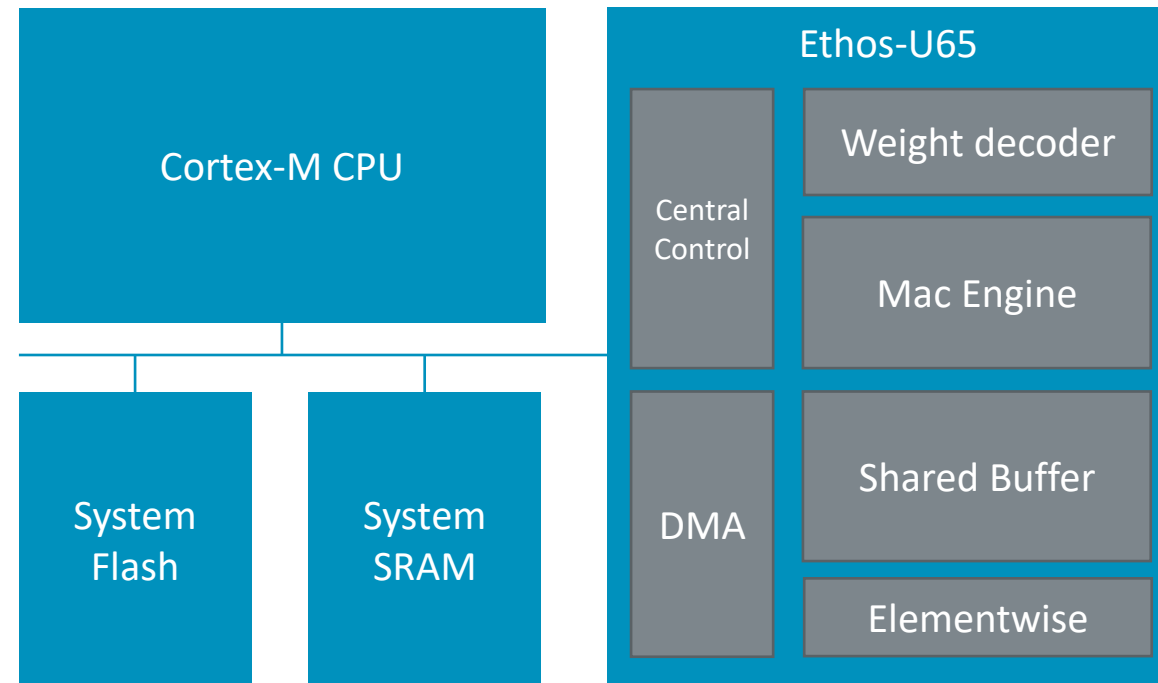 Cortex-M CPU
System
Flash
System
SRAM
Ethos-U65
Central
Control
DMA
Weight decoder
Mac Engine
Shared Buffer
Elementwise